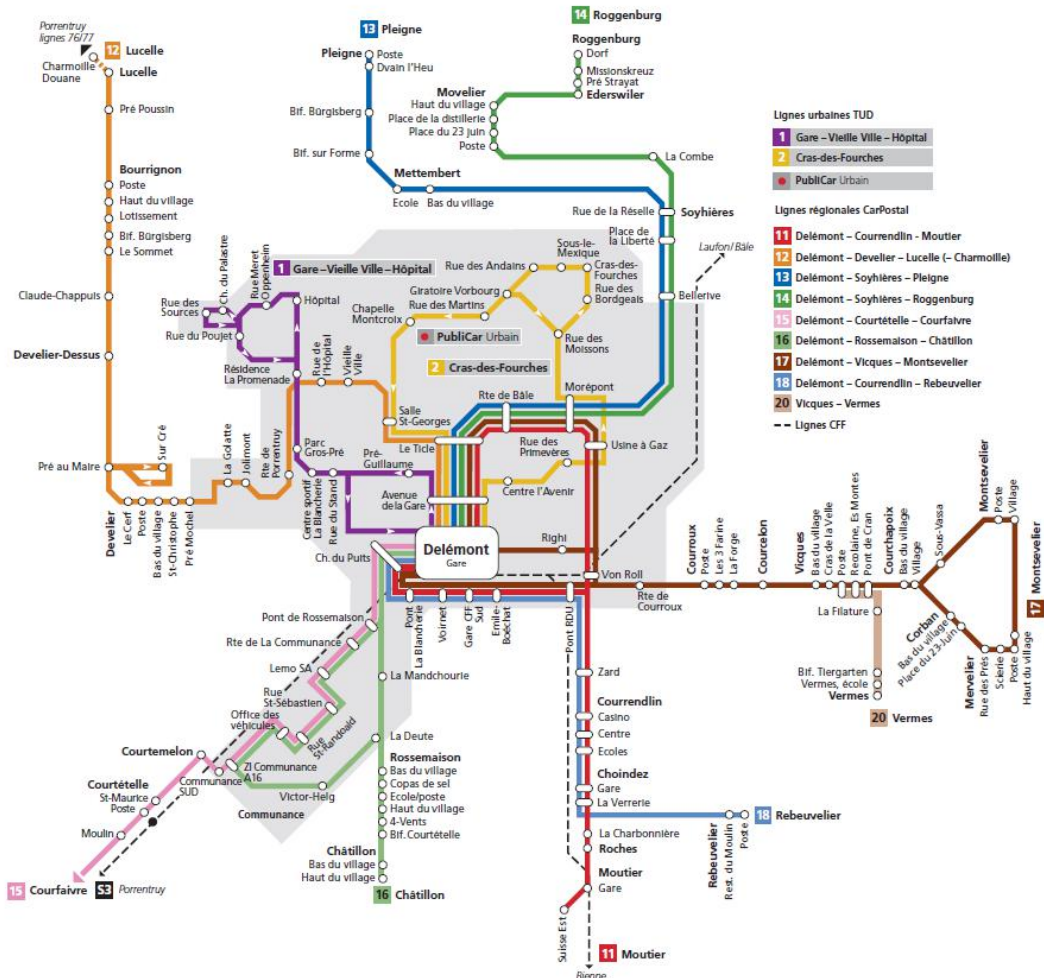 Porrentruy
lignes 76/77
12 Lucelle
Charmoille
Douane
Lucelle
Pré Poussin
Bourrignon
Poste
Haut du village
Lotissement
Bif. Bürgisberg
Le Sommet
Claude-Chappuis
Develier-Dessus
Pré au Maire
Sur Cré
Develier
Le Cerf
Poste
Bas du village
St-Christophe
Pré Mochel
La Golatte
Jolimont
Rte de
Porrentruy
Rue de
l'Hôpital
Vieille
Ville
Le Ticle
13 Pleigne
Pleigne
Poste
Dvain l'Heu
Bif. Bürgisberg
Bif. sur Forme
Mettembert
Ecole
Bas du village
14 Roggenburg
Roggenburg
Dorf
Missionskreuz
Pré Strayat
Ederswiler
Movelier
Haut du village
Place de la distillerie
Place du 23 juin
Poste
La Combe
Rue de la Réselle
Soyhières
Place de
la Liberté
Laufon/Bâle
Bellerive
Lignes urbaines TUD
1 Gare – Vieille Ville – Hôpital
2 Cras-des-Fourches
PubliCar Urbain
Lignes régionales CarPostal
11 Delémont – Courrendlin - Moutier
12 Delémont – Develier – Lucelle (– Charmoille)
13 Delémont – Soyhières – Pleigne
14 Delémont – Soyhières – Roggenburg
15 Delémont – Courtételle – Courfaivre
16 Delémont – Rossemaison – Châtillon
17 Delémont – Vicques – Montsevelier
18 Delémont – Courrendlin – Rebeuvelier
20 Vicques – Vermes
Lignes CFF
1 Gare – Vieille Ville – Hôpital
Rue des
Sources
Ch. du Palastre
Rue Meret
Oppenheim
Hôpital
Rue du Poujet
Résidence
La Promenade
Parc
Gros-Pré
Centre sportif
La Blancherie
Rue du Stand
Pré-
Guillaume
Avenue
de la Gare
Sous-le-
Mexique
Rue des Andains
Cras-des-
Fourches
Giratoire Vorbourg
Rue des
Bordgeais
Rue des Martins
Chapelle
Montcroix
PubliCar Urbain
Rue des
Moissons
2 Cras-des-Fourches
Morépont
Rte de Bâle
Salle
St-Georges
Rue des
Primevères
Usine à Gaz
Centre l'Avenir
Delémont
Gare
Righi
Von Roll
Ch. du Puits
Pont
La Blancherie
Voirnet
Gare CFF
Sud
Emile-
Boéchat
Pont RDU
Rte de
Courroux
Courroux
Poste
Les 3 Farine
La Forge
Courcelon
Vicques
Bas du village
Cras de la Velle
Poste
Recolaine, Es Montes
Pont de Cran
Courchapoix
Bas du village
Village
Sous-Vassa
Montsevelier
Poste
Village
17 Montsevelier
Corban
Bas du village
Place du 23-Juin
Mervelier
Rue des Prés
Scierie
Poste
Haut du village
La Filature
Bif. Tiergarten
Vermes, école
Vermes
20 Vermes
Pont de Rossemaison
Rte de La Communance
Lemo SA
Rue
St-Sébastien
Office des
véhicules
Rue
St-Randoald
ZI Communance
A16
Communance
SUD
Courtemelon
Courtételle
St-Maurice
Poste
Moulin
15 Courfaivre
S3 Porrentruy
Victor-Helg
Communance
La Mandchourie
La Deute
Rossemaison
Bas du village
Copas de sel
Ecole/poste
Haut du village
4-Vents
Bif. Courtételle
Châtillon
Bas du village
Haut du village
16 Châtillon
Zard
Courrendlin
Casino
Centre
Ecoles
Choindez
Gare
La Verrerie
La Charbonnière
Roches
Moutier
Gare
Suisse Est
11 Moutier
Bienne
Rebeuvelier
Rest. du Moulin
Poste
18 Rebeuvelier